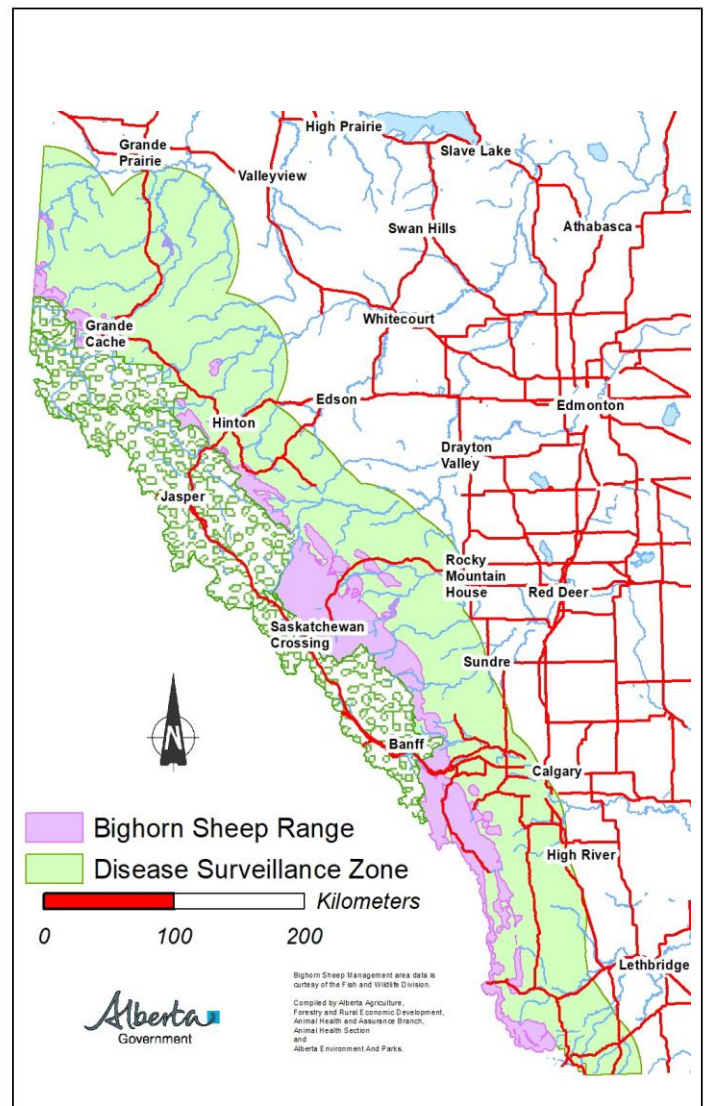 High Prairie
Grande
Prairie
Slave Lake
Valleyview
Swan Hills
Athabasca
Whitecourt
Grande
Cache
Edson
Edmonton
Hinton
Drayton
Valley
Jasper
Rocky
Mountain
House
Red Deer
Saskatchewan
Crossing
Sundre
N
Banff
Calgary
Bighorn Sheep Range
High River
Disease Surveillance Zone
Kilometers
0 100 200
Lethbridge
Bighorn Sheep Management area data is
curtesy of the Fish and Wildlife Division.
Compiled by Alberta Agriculture,
Forestry and Rural Economic Development,
Animal Health and Assurance Branch,
Animal Health Section
and
Alberta Environment And Parks.
Alberta
Government